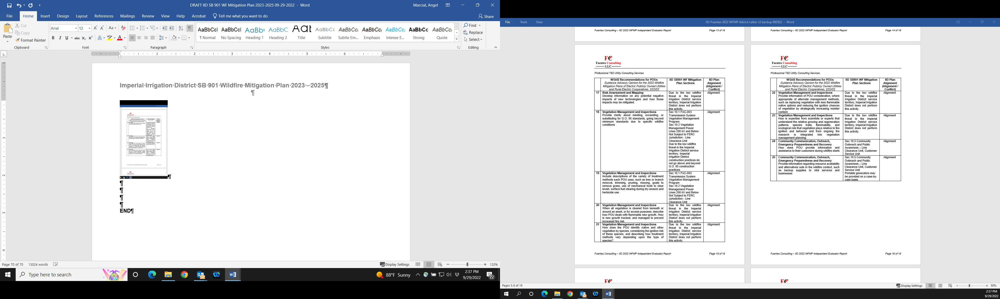 DRAFT IID SB 901 WF Mitigation Plan 2023-2025 09-29-2022 - Word
Marcial, Angel
File Home Insert Design Layout References Mailings Review View Help Acrobat Tell me what you want to do
Share
Cut
Copy
Format Painter
Paste
Clipboard
Arial 12
Font
Paragraph
AaBbCcI AaBbCcI AaBb( AaBbC Aat AaBbCc AaBbCc AaBbCc AaBbCc AaBbCc AaBbCc
¶ Normal No Spacing Heading 1 Heading 2 Title Subtitle Subtle Em... Emphasis Intense E... Strong Quote
Styles
Find
Replace
Select
Editing
Imperial·Irrigation·District·SB·901·Wildfire·Mitigation·Plan·2023·-·2025¶
¶
¶
¶
¶
¶
¶
END¶
Page 70 of 70 13024 words
Display Settings
120%
Type here to search
88°F Sunny
2:37 PM
9/29/2022
22
File Tools View
IID-Fuentes 2022 WFMP Advice Letter v3 backup 092922 - Word
Fuentes Consulting – IID 2022 WFMP Independent Evaluator Report Page 13 of 18
Fuentes Consulting – IID 2022 WFMP Independent Evaluator Report Page 14 of 18
FC
Fuentes Consulting
LLC
Professional T&D Utility Consulting Services
WSAB Recommendations for POUs
Guidance Advisory Opinion for the 2022 Wildfire
Mitigation Plans of Electric Publicly Owned Utilities
and Rural Electric Cooperatives, 2/23/22
IID SB901 WF Mitigation
Plan Sections
IID Plan
Alignment
(Alignment /
Conflict)
17
Risk Assessment and Mapping
Develop information on any potential negative
impacts of new technologies and how those
impacts may be mitigated.
Due to the low wildfire
threat in the Imperial
Irrigation District service
territory, Imperial Irrigation
District does not perform
this activity.
Alignment
18
Vegetation Management and Inspections
Provide clarity about meeting, exceeding, or
substituting for G.O. 95 standards, going beyond
minimum standards due to specific wildfire
conditions
Sec 10.1 FAC-003
Transmission System
Vegetation Management
Program
Sec 10.2 Vegetation
Management Power
Lines 200 kV and Below
Not Subject to FERC
Jurisdiction - Line
Clearance Unit
Due to the low wildfire
threat in the Imperial
Irrigation District service
territory, Imperial
Irrigation District
construction practices do
not go above and beyond
G.O. 95 construction
practices.
Alignment
19
Vegetation Management and Inspections
Include descriptions of the variety of treatment
methods each POU uses, such as tree or branch
removal, trimming, pruning, mowing, goats to
remove grass, use of mechanical tools to clear
brush, surface fuel clearing during dry season and
herbicide use.
Sec 10.1 FAC-003
Transmission System
Vegetation Management
Program
Sec 10.2 Vegetation
Management Power
Lines 200 kV and Below
Not Subject to FERC
Jurisdiction - Line
Clearance Unit
Alignment
20
Vegetation Management and Inspections
When all vegetation is cleared from beneath or
around an asset, or for access purposes, describe
how POU deals with flammable new growth. How
is new growth tracked, and managed to prevent
increased fire risk.
Due to the low wildfire
threat in the Imperial
Irrigation District service
territory, Imperial Irrigation
District does not perform
this activity.
Alignment
21
Vegetation Management and Inspections
How does the POU identify native and other
vegetation by species, considering the ignition risk
of these species, and describing how treatment
methods vary depending upon the type of
species?
Due to the low wildfire
threat in the Imperial
Irrigation District service
territory, Imperial Irrigation
District does not perform
this activity.
Alignment
Fuentes Consulting – IID 2022 WFMP Independent Evaluator Report Page 15 of 18
FC
Fuentes Consulting
LLC
Professional T&D Utility Consulting Services
WSAB Recommendations for POUs
Guidance Advisory Opinion for the 2022 Wildfire
Mitigation Plans of Electric Publicly Owned Utilities
and Rural Electric Cooperatives, 2/23/22
IID SB901 WF Mitigation
Plan Sections
IID Plan
Alignment
(Alignment /
Conflict)
22
Vegetation Management and Inspections
Provide information of POU consideration, where
appropriate of alternate management methods,
such as replacing vegetation with less flammable
native options and reducing the ignition chances
of vegetation by strategically increasing moister
content.
Due to the low wildfire
threat in the Imperial
Irrigation District service
territory, Imperial Irrigation
District does not perform
this activity.
Alignment
23
Vegetation Management and Inspections
How is expertise from scientists or experts that
understand the relative growing and regeneration
patterns, species traits, flammability, and
ecological role that vegetation plays relative to fire
ignition and behavior and from ongoing fire
research is integrated into vegetation
management planning.
Due to the low wildfire
threat in the Imperial
Irrigation District service
territory, Imperial Irrigation
District does not perform
this activity.
Alignment
24
Community Communication, Outreach,
Emergency Preparedness and Recovery
How does POU provide information and
assistance to their customers during wildfire starts
Sec 10.5 Community
Outreach and Public
Awareness – Line
Clearance Unit, Customer
Service Unit
Alignment
25
Community Communication, Outreach,
Emergency Preparedness and Recovery
Provide information regarding resource availability
and alternatives sole in the wildfire context, such
as backup supplies to vital services and
businesses
Sec 10.5 Community
Outreach and Public
Awareness – Line
Clearance Unit, Customer
Service Unit
Portable generators may
be provided on a case-by-
case basis.
Alignment
Fuentes Consulting – IID 2022 WFMP Independent Evaluator Report Page 16 of 18
FC
FC
Pages 5-8 of 18
Display Settings
80%
2:37 PM
9/29/2022